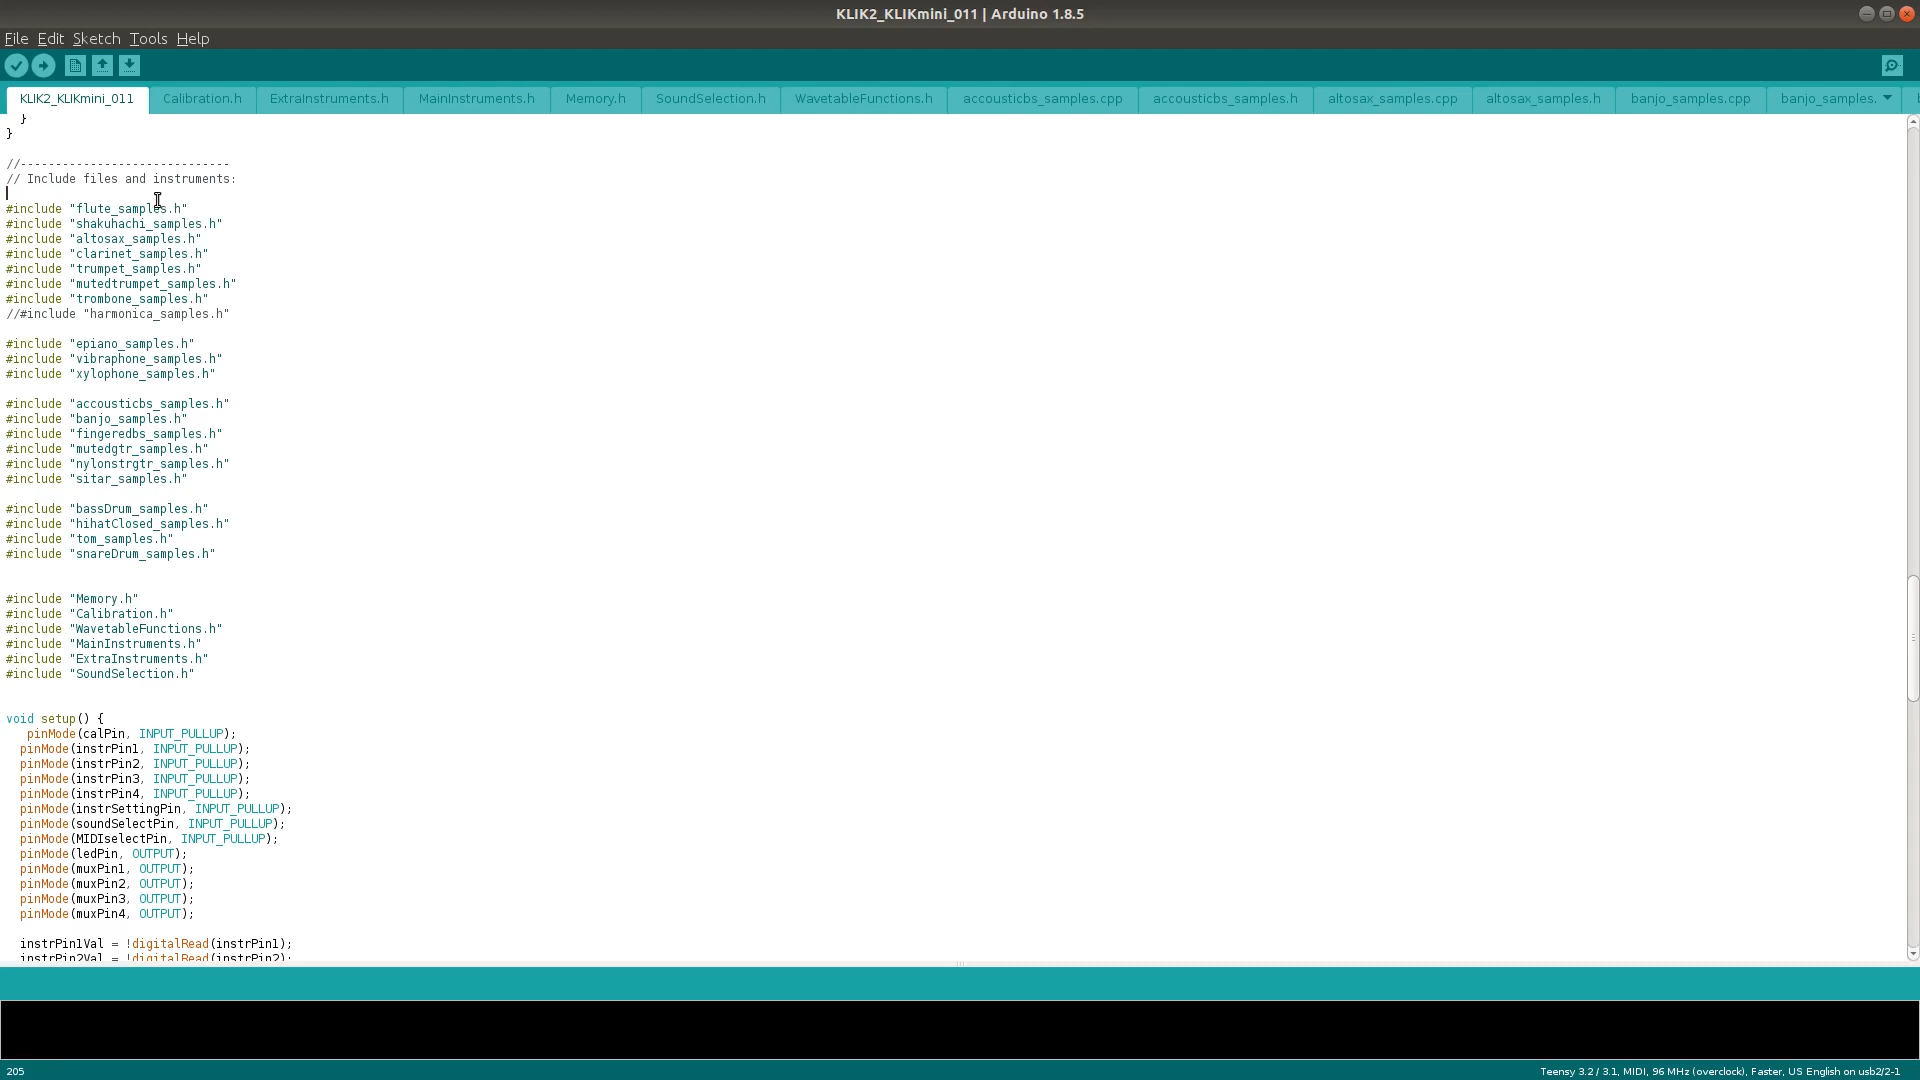 KLIK2_KLIKmini_011 | Arduino 1.8.5
File Edit Sketch Tools Help
KLIK2_KLIKmini_011 Calibration.h ExtraInstruments.h MainInstruments.h Memory.h SoundSelection.h WavetableFunctions.h accousticbs_samples.cpp accousticbs_samples.h altosax_samples.cpp altosax_samples.h banjo_samples.cpp banjo_samples.
}
}
//------------------------------
// Include files and instruments:
#include "flute_samples.h"
#include "shakuhachi_samples.h"
#include "altosax_samples.h"
#include "clarinet_samples.h"
#include "trumpet_samples.h"
#include "mutedtrumpet_samples.h"
#include "trombone_samples.h"
//#include "harmonica_samples.h"
#include "epiano_samples.h"
#include "vibraphone_samples.h"
#include "xylophone_samples.h"
#include "accousticbs_samples.h"
#include "banjo_samples.h"
#include "fingeredbs_samples.h"
#include "mutedgtr_samples.h"
#include "nylonstrgtr_samples.h"
#include "sitar_samples.h"
#include "bassDrum_samples.h"
#include "hihatClosed_samples.h"
#include "tom_samples.h"
#include "snareDrum_samples.h"
#include "Memory.h"
#include "Calibration.h"
#include "WavetableFunctions.h"
#include "MainInstruments.h"
#include "ExtraInstruments.h"
#include "SoundSelection.h"
void setup() {
pinMode(calPin, INPUT_PULLUP);
pinMode(instrPin1, INPUT_PULLUP);
pinMode(instrPin2, INPUT_PULLUP);
pinMode(instrPin3, INPUT_PULLUP);
pinMode(instrPin4, INPUT_PULLUP);
pinMode(instrSettingPin, INPUT_PULLUP);
pinMode(soundSelectPin, INPUT_PULLUP);
pinMode(MIDIselectPin, INPUT_PULLUP);
pinMode(ledPin, OUTPUT);
pinMode(muxPin1, OUTPUT);
pinMode(muxPin2, OUTPUT);
pinMode(muxPin3, OUTPUT);
pinMode(muxPin4, OUTPUT);
instrPin1Val = !digitalRead(instrPin1);
instrPin2Val = !digitalRead(instrPin2);
205
Teensy 3.2 / 3.1, MIDI, 96 MHz (overclock), Faster, US English on usb2/2-1